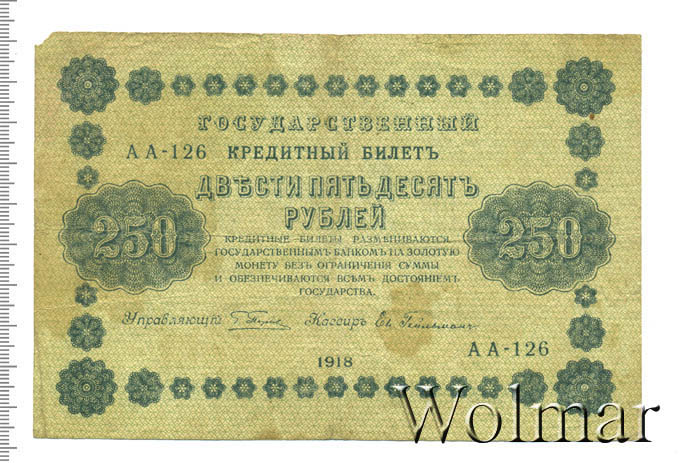 ГОСУДАРСТВЕННЫЙ
АА-126 КРЕДИТНЫЙ БИЛЕТЪ
ДВѢСТИ ПЯТЬДЕСЯТЪ
РУБЛЕЙ
250 250
КРЕДИТНЫЕ БИЛЕТЫ РАЗМѢНИВАЮТСЯ
ГОСУДАРСТВЕННЫМЪ БАНКОМЪ НА ЗОЛОТУЮ
МОНЕТУ БЕЗЪ ОГРАНИЧЕНІЯ СУММЫ
И ОБЕЗПЕЧИВАЮТСЯ ВСѢМЪ ДОСТОЯНІЕМЪ
ГОСУДАРСТВА.
Управляющій Кассиръ
АА-126
1918
Wolmar